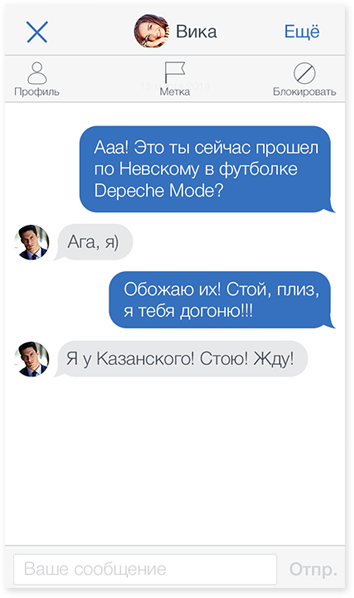 Вика
Ещё
Профиль
Метка
Блокировать
Ааа! Это ты сейчас прошел
по Невскому в футболке
Depeche Mode?
Ага, я)
Обожаю их! Стой, плиз,
я тебя догоню!!!
Я у Казанского! Стою! Жду!
Ваше сообщение
Отпр.